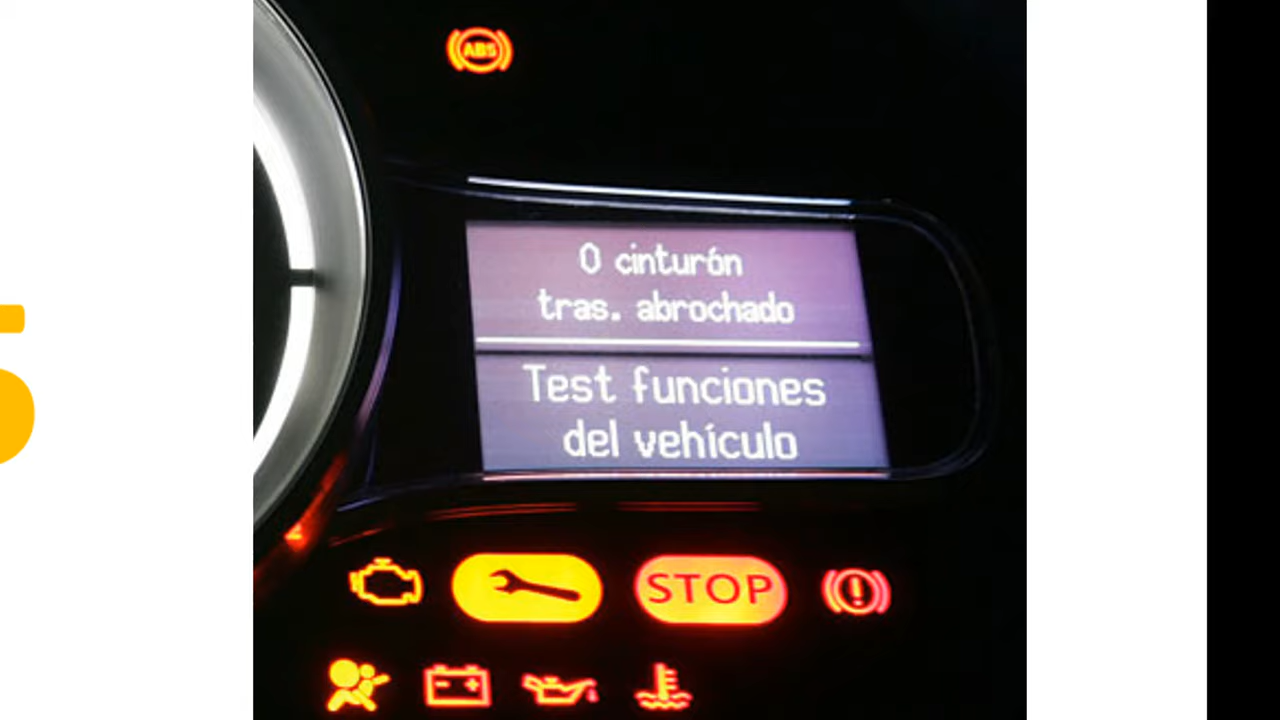 ABS
0 cinturón
tras. abrochado
Test funciones
del vehículo
STOP